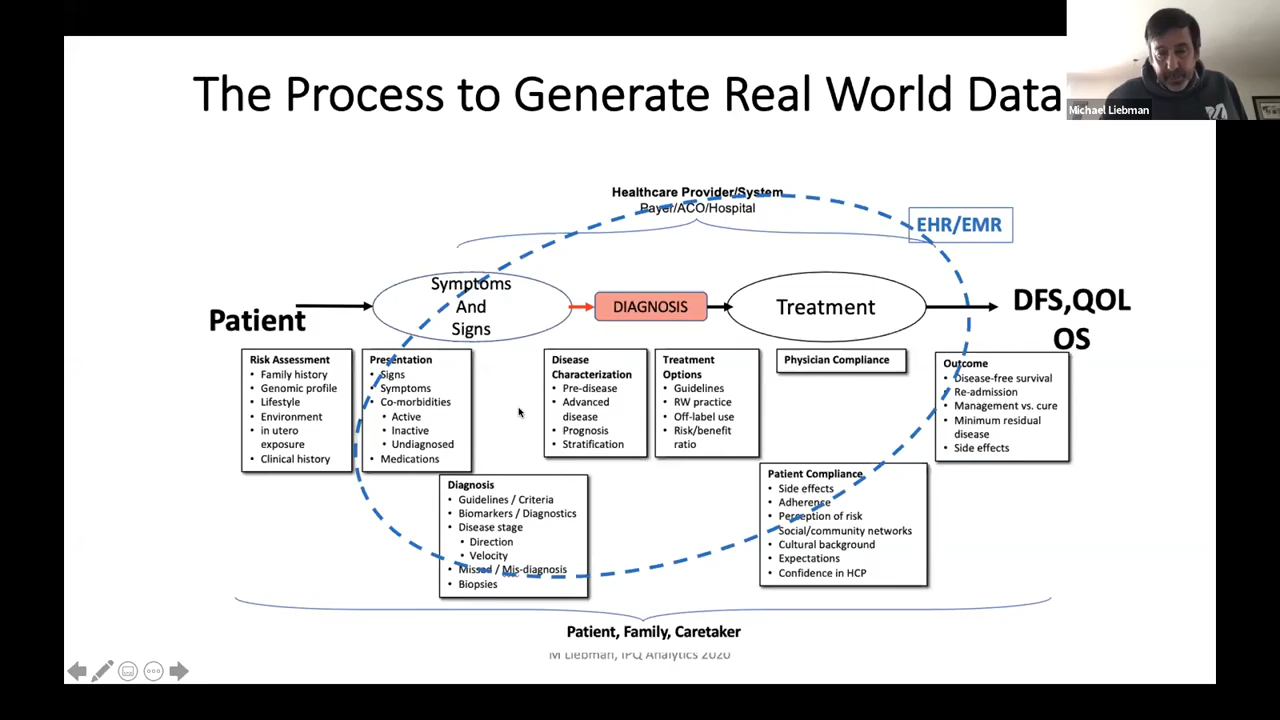 The Process to Generate Real World Data
Michael Liebman
Healthcare Provider/System
Payer/ACO/Hospital
EHR/EMR
Patient
Symptoms
And
Signs
DIAGNOSIS
Treatment
DFS,QOL
OS
Risk Assessment
• Family history
• Genomic profile
• Lifestyle
• Environment
• in utero
exposure
• Clinical history
Presentation
• Signs
• Symptoms
• Co-morbidities
• Active
• Inactive
• Undiagnosed
• Medications
Diagnosis
• Guidelines / Criteria
• Biomarkers / Diagnostics
• Disease stage
• Direction
• Velocity
• Missed / Mis-diagnosis
• Biopsies
Disease
Characterization
• Pre-disease
• Advanced
disease
• Prognosis
• Stratification
Treatment
Options
• Guidelines
• RW practice
• Off-label use
• Risk/benefit
ratio
Physician Compliance
Patient Compliance
• Side effects
• Adherence
• Perception of risk
• Social/community networks
• Cultural background
• Expectations
• Confidence in HCP
Outcome
• Disease-free survival
• Re-admission
• Management vs. cure
• Minimum residual
disease
• Side effects
Patient, Family, Caretaker
M Liebman, IPQ Analytics 2020